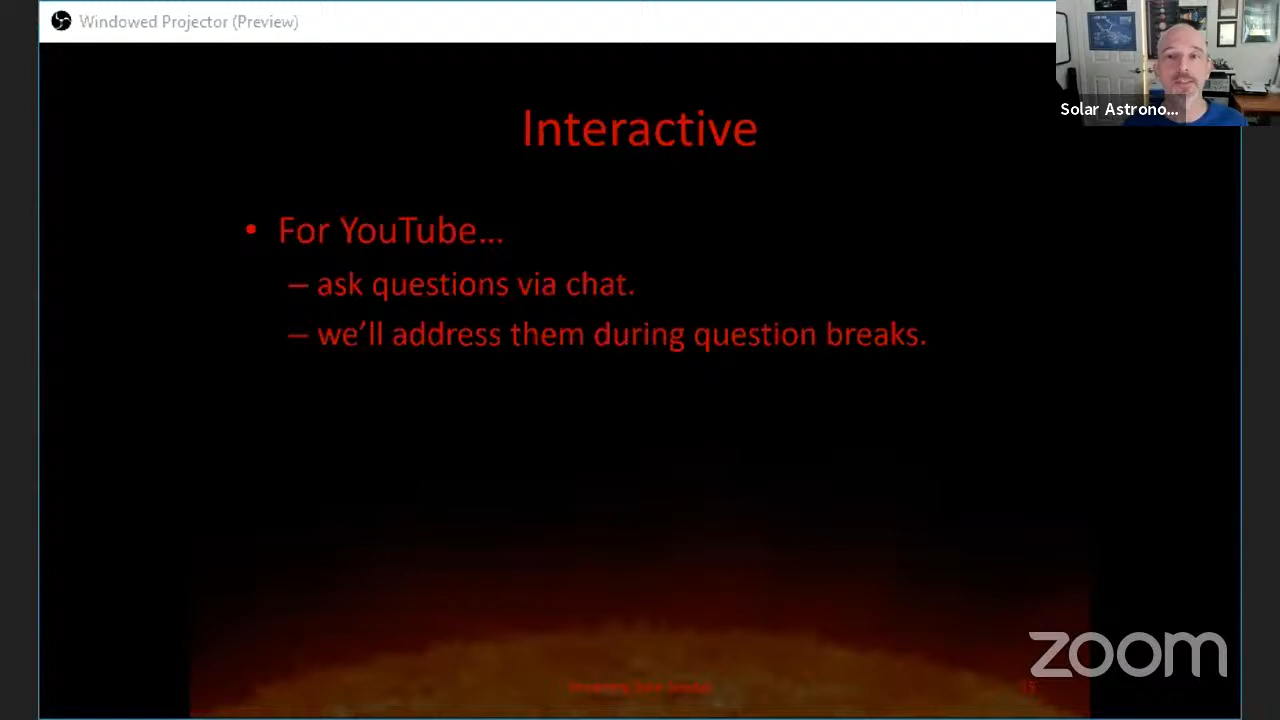 Windowed Projector (Preview)
Solar Astrono...
Interactive
• For YouTube...
– ask questions via chat.
– we'll address them during question breaks.
zoom
15